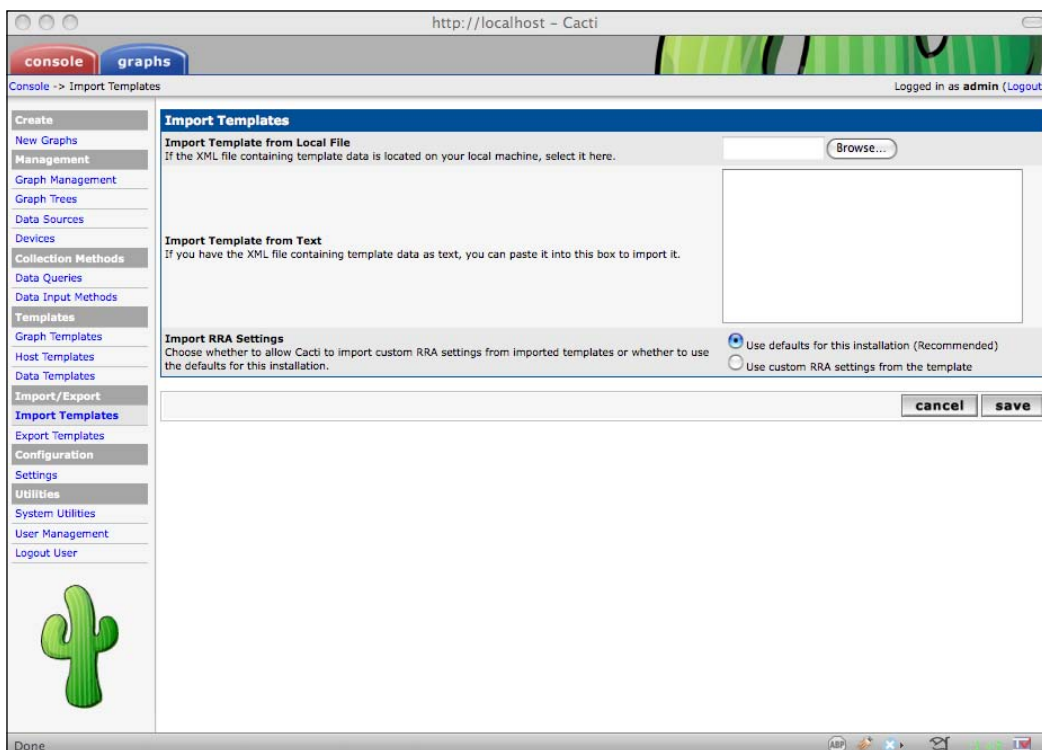 http://localhost - Cacti
console
graphs
Console -> Import Templates
Logged in as admin (Logout
Create
New Graphs
Management
Graph Management
Graph Trees
Data Sources
Devices
Collection Methods
Data Queries
Data Input Methods
Templates
Graph Templates
Host Templates
Data Templates
Import/Export
Import Templates
Export Templates
Configuration
Settings
Utilities
System Utilities
User Management
Logout User
Import Templates
Import Template from Local File
If the XML file containing template data is located on your local machine, select it here.
Browse...
Import Template from Text
If you have the XML file containing template data as text, you can paste it into this box to import it.
Import RRA Settings
Choose whether to allow Cacti to import custom RRA settings from imported templates or whether to use
the defaults for this installation.
Use defaults for this installation (Recommended)
Use custom RRA settings from the template
cancel
save
Done
ABP